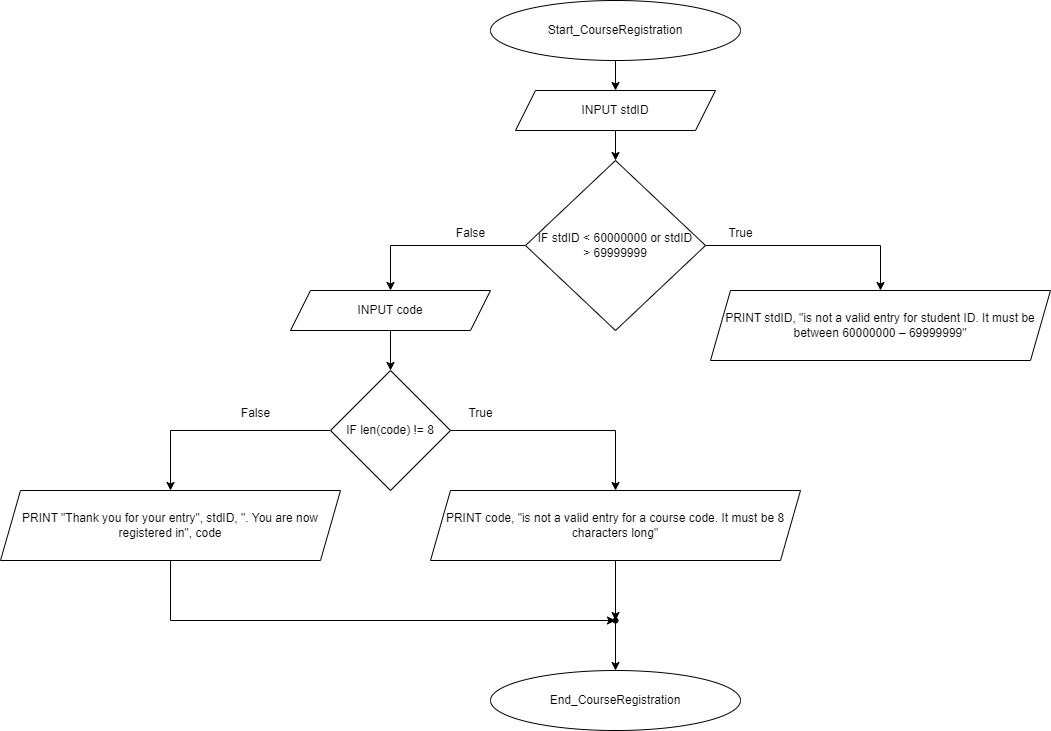 Start_CourseRegistration
INPUT stdID
False
True
IF stdID < 60000000 or stdID
> 69999999
INPUT code
PRINT stdID, "is not a valid entry for student ID. It must be
between 60000000 – 69999999"
False
True
IF len(code) != 8
PRINT "Thank you for your entry", stdID, ". You are now
registered in", code
PRINT code, "is not a valid entry for a course code. It must be 8
characters long"
End_CourseRegistration